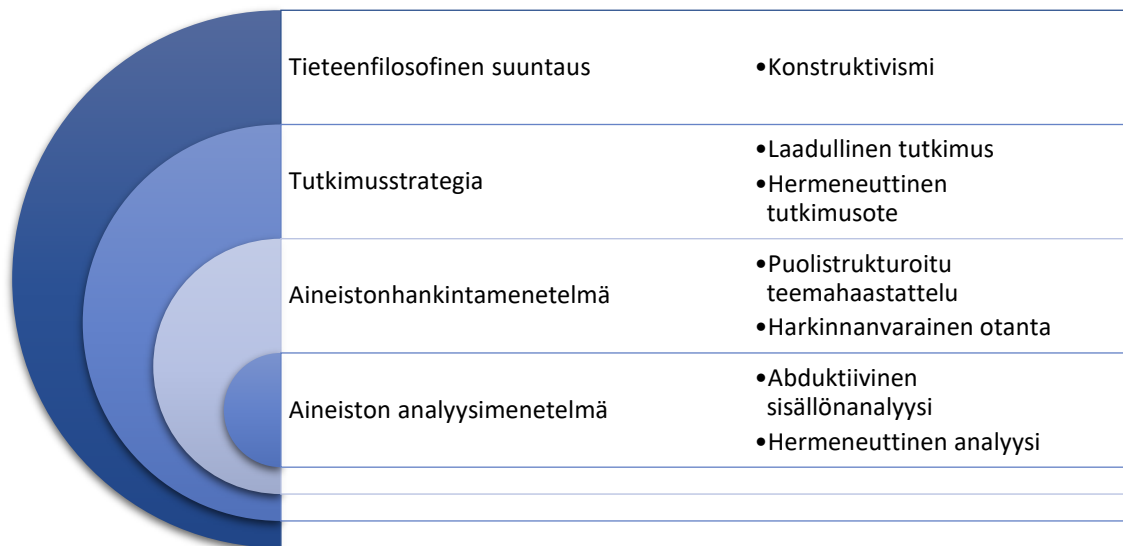 Tieteenfilosofinen suuntaus
•Konstruktivismi
Tutkimusstrategia
•Laadullinen tutkimus
•Hermeneuttinen
tutkimusote
Aineistonhankintamenetelmä
•Puolistrukturoitu
teemahaastattelu
•Harkinnanvarainen otanta
Aineiston analyysimenetelmä
•Abduktiivinen
sisällönanalyysi
•Hermeneuttinen analyysi